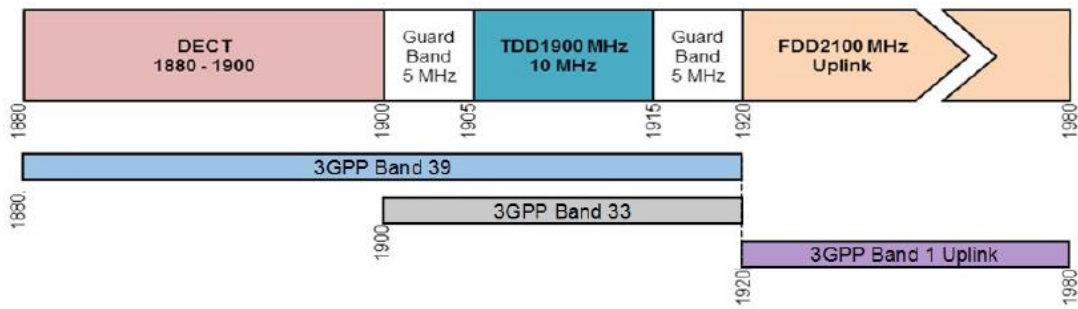 DECT
1880 - 1900
Guard
Band
5 MHz
TDD1900 MHz
10 MHz
Guard
Band
5 MHz
FDD2100 MHz
Uplink
1880
1900
1905
1915
1920
1980
3GPP Band 39
1880.
3GPP Band 33
1900
3GPP Band 1 Uplink
1920
1980